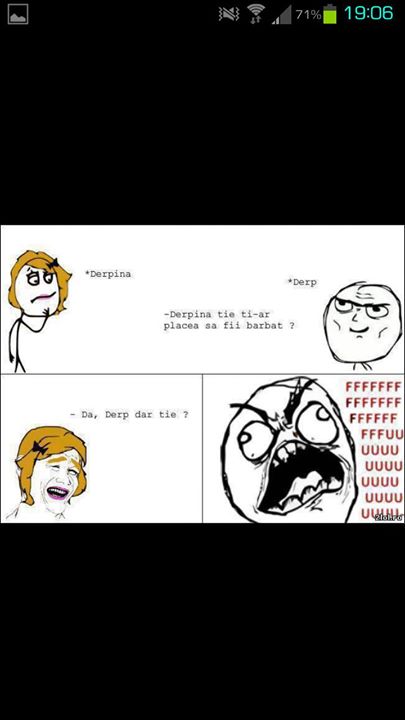 71% 19:06
*Derpina
*Derp
-Derpina tie ti-ar
placea sa fii barbat ?
- Da, Derp dar tie ?
FFFFFFF
FFFFFFF
FFFFFF
FFFUU
UUUU
UUUU
UUUU
UUUU
UUUU